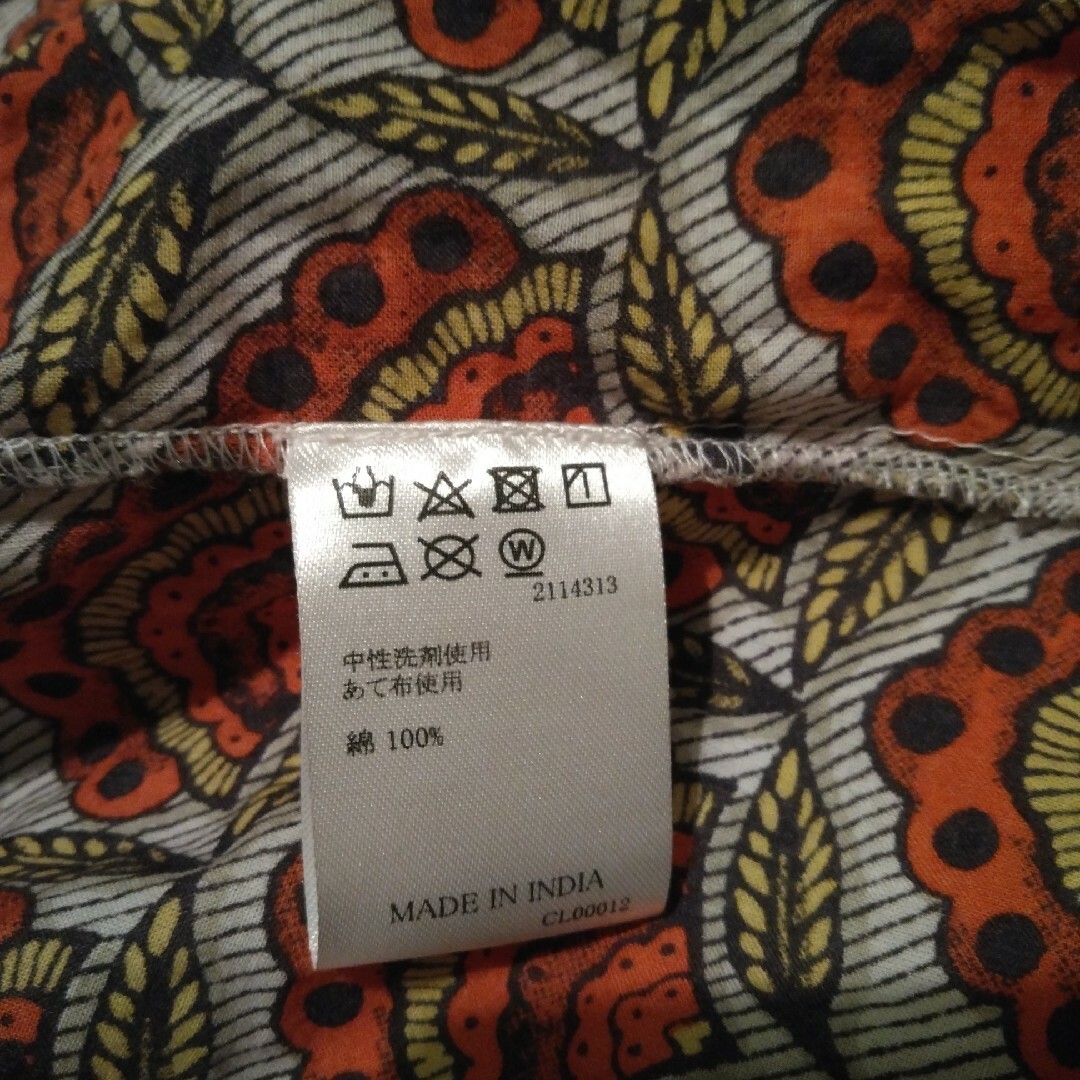 W
2114313
中性洗剤使用
あて布使用
綿 100%
MADE IN INDIA
CL00012